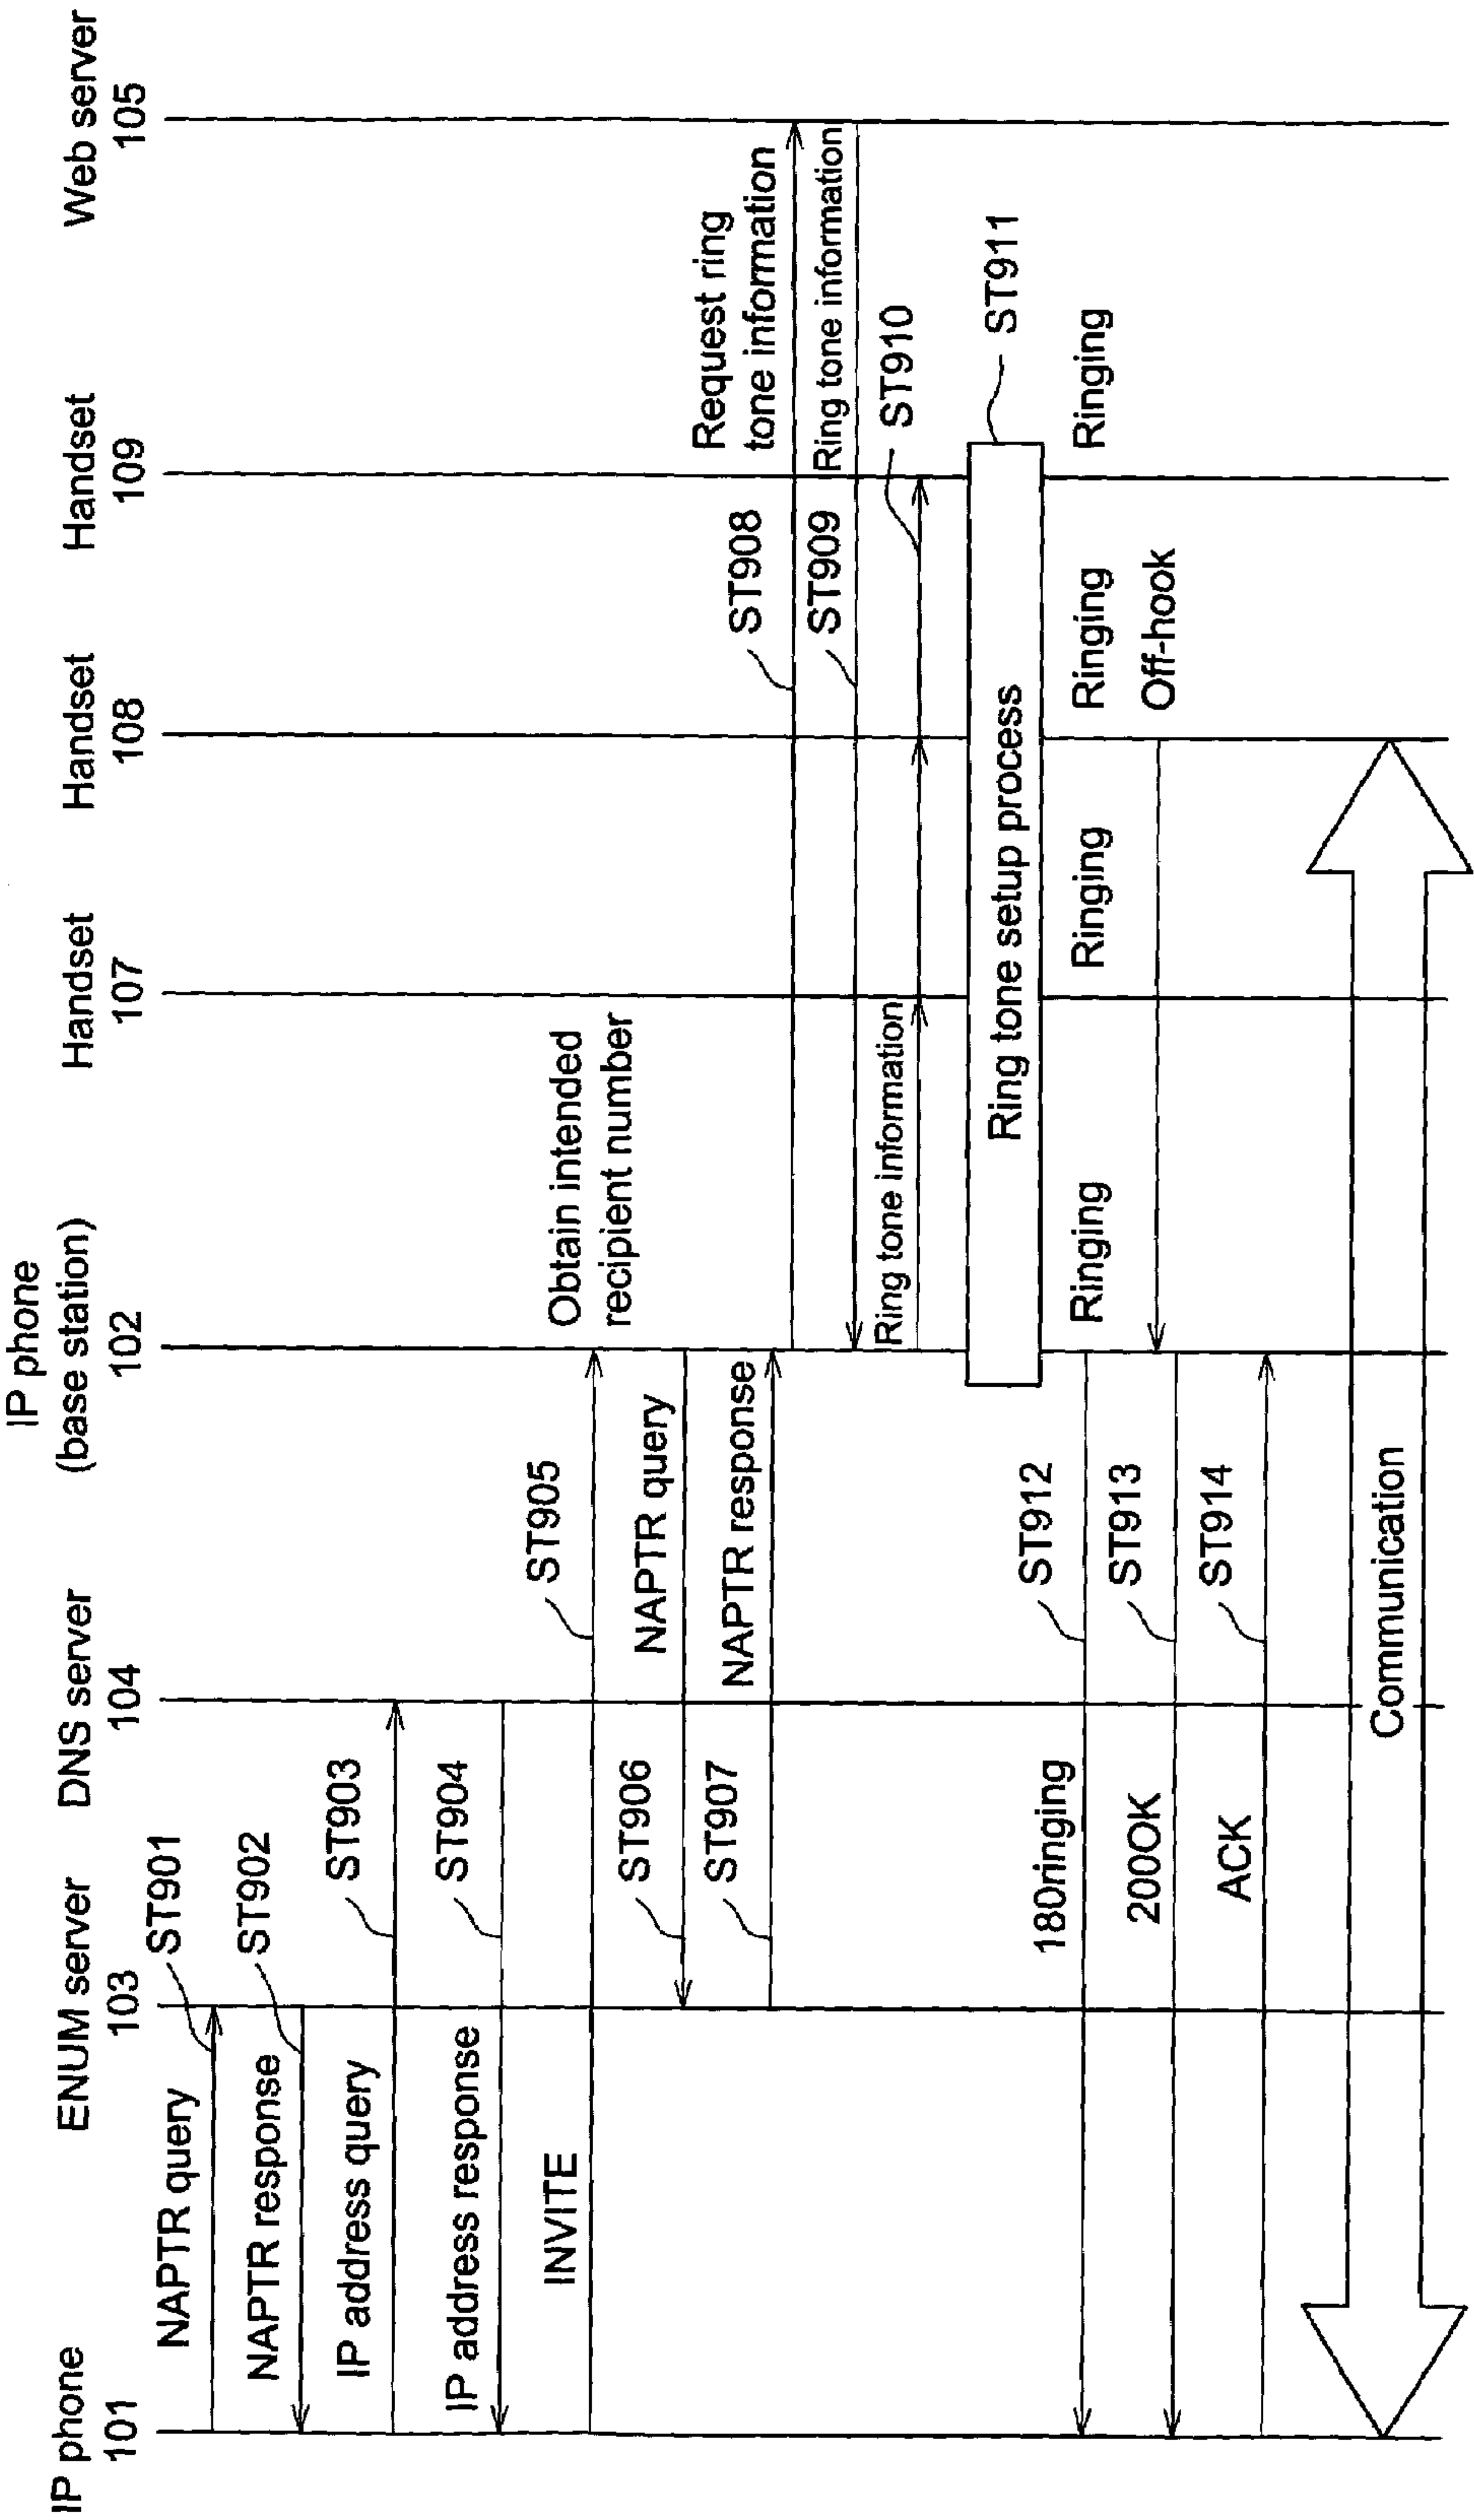 IP phone
101
ENUM server
103
DNS server
104
IP phone
(base station)
102
Handset
107
Handset
108
Handset
109
Web server
105
NAPTR query
ST901
NAPTR response
ST902
IP address query
ST903
IP address response
ST904
INVITE
ST905
Obtain intended
recipient number
ST906
NAPTR query
ST907
NAPTR response
ST908
Request ring
tone information
ST909
Ring tone information
Ring tone information
ST910
Ring tone setup process
ST911
180ringing
ST912
Ringing
Ringing
Ringing
Ringing
Off-hook
200OK
ST913
ACK
ST914
Communication